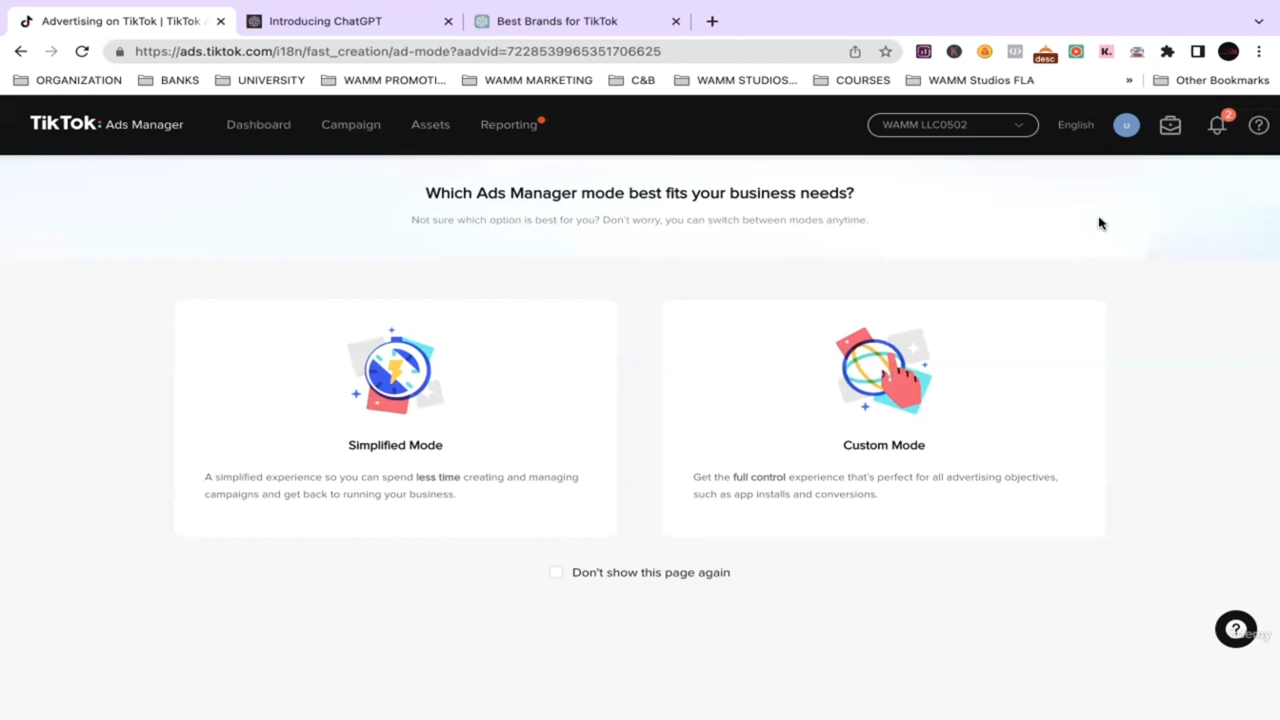 Advertising on TikTok | TikTok
Introducing ChatGPT
Best Brands for TikTok
https://ads.tiktok.com/i18n/fast_creation/ad-mode?aadvid=7228539965351706625
K.
desc
ORGANIZATION
BANKS
UNIVERSITY
WAMM PROMOTI...
WAMM MARKETING
C&B
WAMM STUDIOS...
COURSES
WAMM Studios FLA
»
Other Bookmarks
TikTok: Ads Manager
Dashboard
Campaign
Assets
Reporting
WAMM LLC0502
English
u
2
?
Which Ads Manager mode best fits your business needs?
Not sure which option is best for you? Don't worry, you can switch between modes anytime.
Simplified Mode
A simplified experience so you can spend less time creating and managing
campaigns and get back to running your business.
Custom Mode
Get the full control experience that's perfect for all advertising objectives,
such as app installs and conversions.
Don't show this page again
?